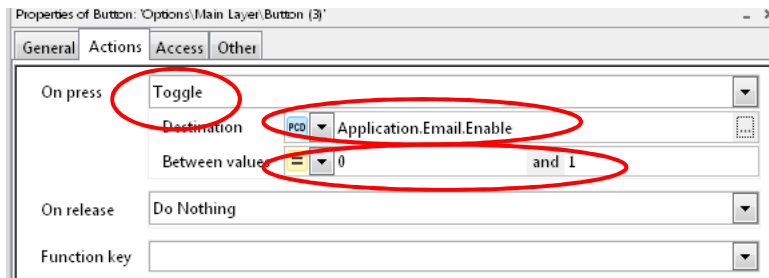 Properties of Button: 'Options\Main Layer\Button (3)'
General Actions Access Other
On press Toggle
Destination PCD Application.Email.Enable ...
Between values = 0 and 1
On release Do Nothing
Function key